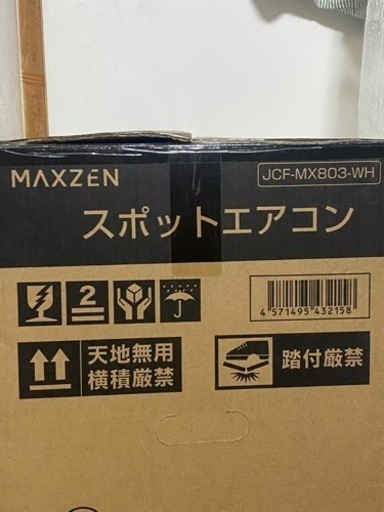 MAXZEN
JCF-MX803-WH
スポットエアコン
2
4 571495 432158
天地無用
横積厳禁
踏付厳禁